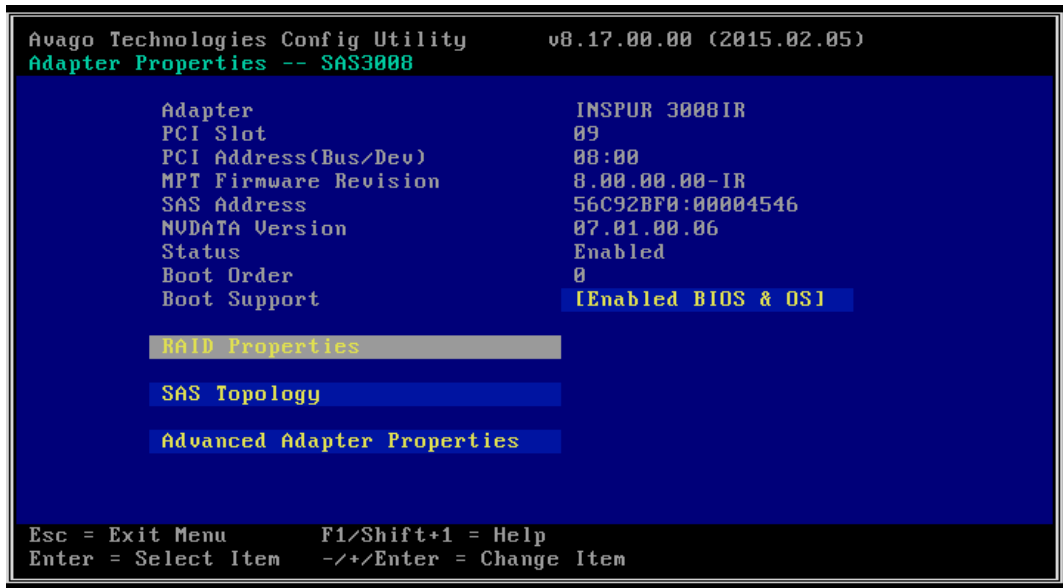 Avago Technologies Config Utility v8.17.00.00 (2015.02.05)
Adapter Properties -- SAS3008
Adapter INSPUR 3008IR
PCI Slot 09
PCI Address(Bus/Dev) 08:00
MPT Firmware Revision 8.00.00.00-IR
SAS Address 56C92BF0:00004546
NVDATA Version 07.01.00.06
Status Enabled
Boot Order 0
Boot Support [Enabled BIOS & OS]
RAID Properties
SAS Topology
Advanced Adapter Properties
Esc = Exit Menu F1/Shift+1 = Help
Enter = Select Item -/+/Enter = Change Item